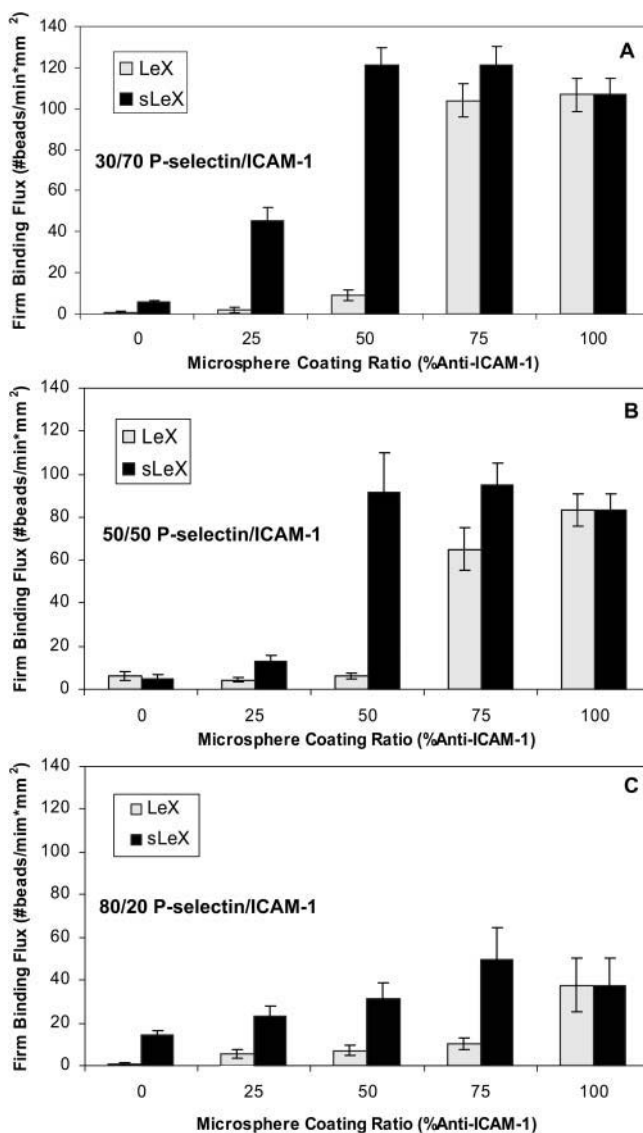 140
120
100
80
60
40
20
0
Firm Binding Flux (#beads/min*mm²)
LeX
sLeX
A
30/70 P-selectin/ICAM-1
0 25 50 75 100
Microsphere Coating Ratio (%Anti-ICAM-1)
140
120
100
80
60
40
20
0
Firm Binding Flux (#beads/min*mm²)
LeX
sLeX
B
50/50 P-selectin/ICAM-1
0 25 50 75 100
Microsphere Coating Ratio (%Anti-ICAM-1)
140
120
100
80
60
40
20
0
Firm Binding Flux (#beads/mim*mm²)
LeX
sLeX
C
80/20 P-selectin/ICAM-1
0 25 50 75 100
Microsphere Coating Ratio (%Anti-ICAM-1)